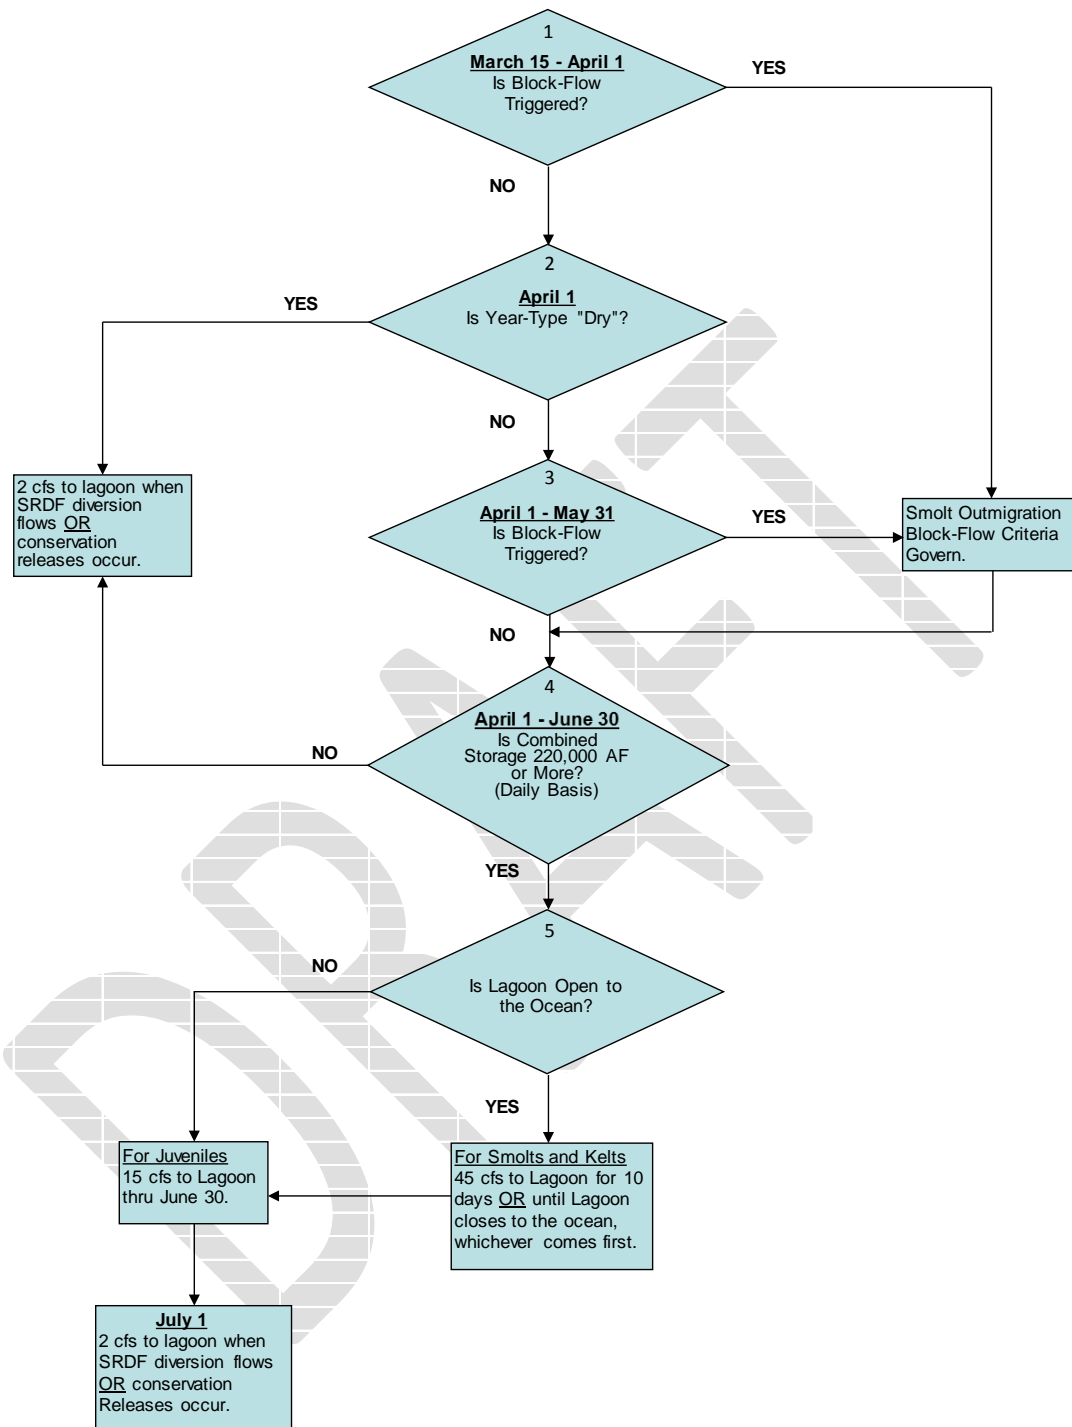 1
March 15 - April 1
Is Block-Flow
Triggered?
YES
NO
2
April 1
Is Year-Type "Dry"?
YES
NO
2 cfs to lagoon when
SRDF diversion
flows OR
conservation
releases occur.
3
April 1 - May 31
Is Block-Flow
Triggered?
YES
Smolt Outmigration
Block-Flow Criteria
Govern.
NO
4
April 1 - June 30
Is Combined
Storage 220,000 AF
or More?
(Daily Basis)
NO
YES
5
Is Lagoon Open to
the Ocean?
NO
YES
For Juveniles
15 cfs to Lagoon
thru June 30.
For Smolts and Kelts
45 cfs to Lagoon for 10
days OR until Lagoon
closes to the ocean,
whichever comes first.
July 1
2 cfs to lagoon when
SRDF diversion flows
OR conservation
Releases occur.
DRAFT